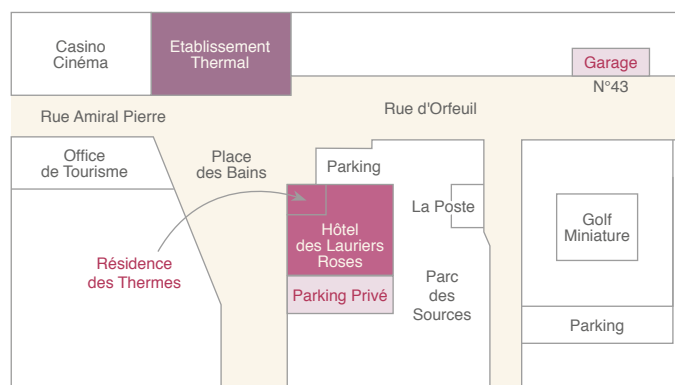 Casino
Cinéma
Etablissement
Thermal
Garage
N°43
Rue Amiral Pierre
Rue d'Orfeuil
Office
de Tourisme
Place
des Bains
Parking
La Poste
Golf
Miniature
Hôtel
des Lauriers
Roses
Résidence
des Thermes
Parking Privé
Parc
des
Sources
Parking